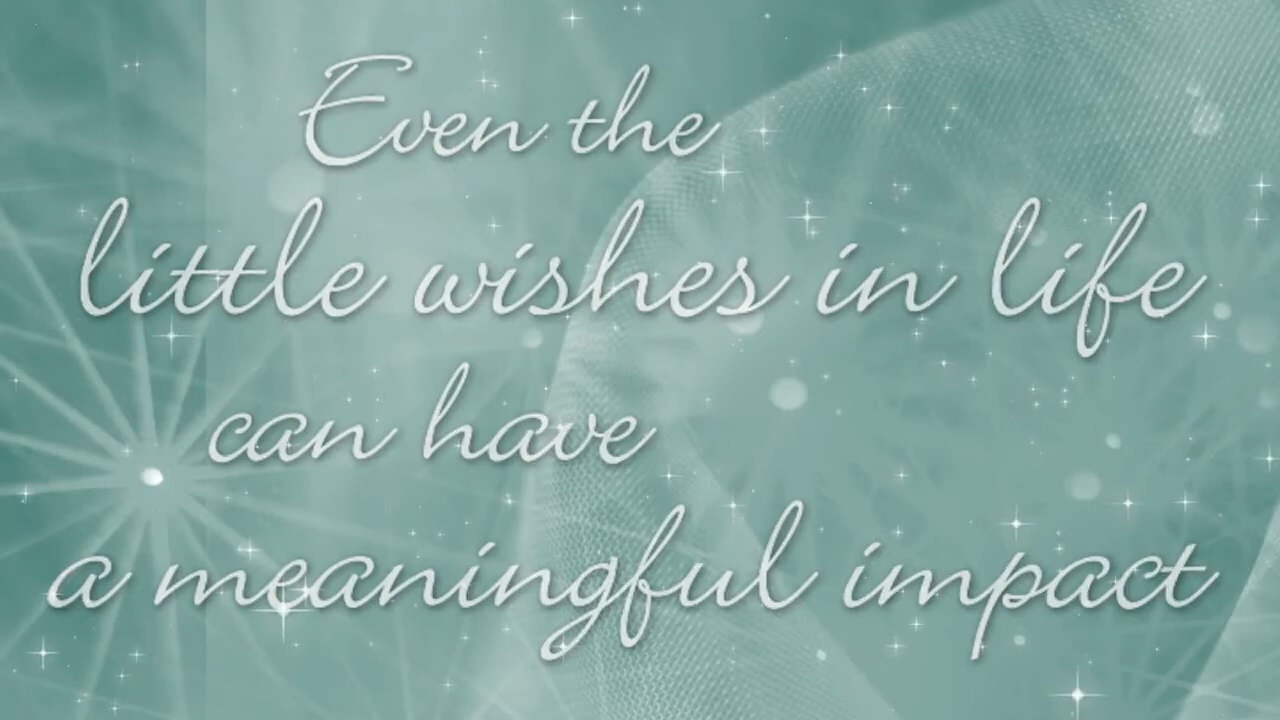 Even the
little wishes in life
can have
a meaningful impact